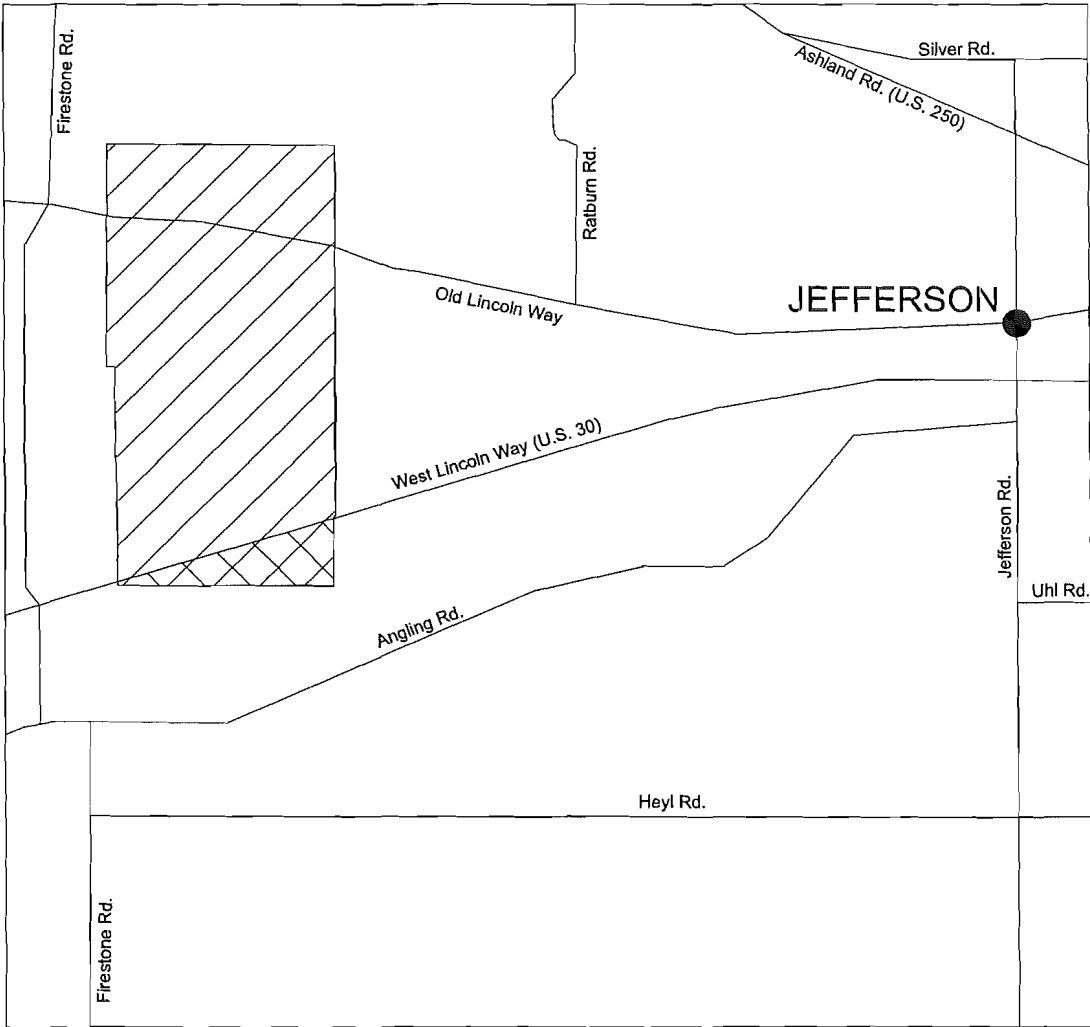 Firestone Rd.
Silver Rd.
Ashland Rd. (U.S. 250)
Ratburn Rd.
JEFFERSON
Old Lincoln Way
West Lincoln Way (U.S. 30)
Jefferson Rd.
Uhl Rd.
Angling Rd.
Heyl Rd.
Firestone Rd.